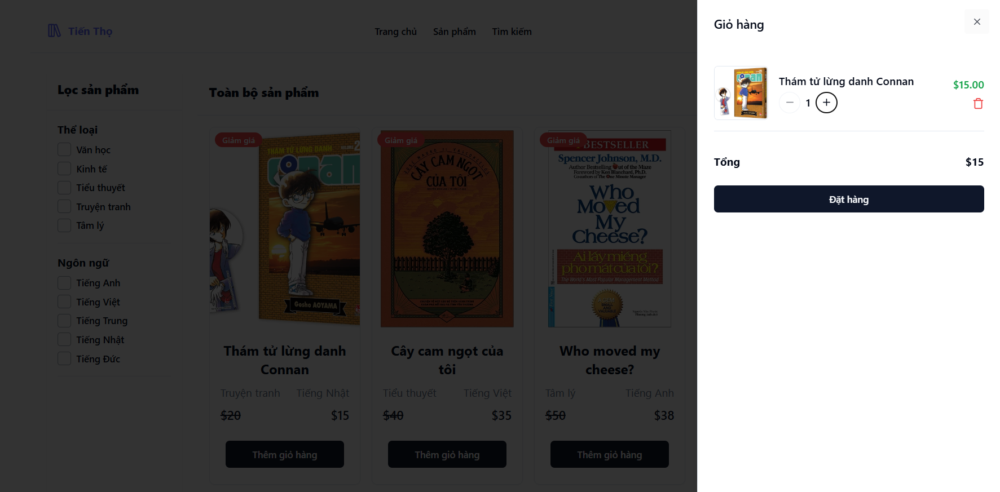 Tiến Thọ
Trang chủ Sản phẩm Tìm kiếm
Giỏ hàng
Thám tử lừng danh Connan
$15.00
1
Tổng $15
Đặt hàng
Lọc sản phẩm
Thể loại
Văn học
Kinh tế
Tiểu thuyết
Truyện tranh
Tâm lý
Ngôn ngữ
Tiếng Anh
Tiếng Việt
Tiếng Trung
Tiếng Nhật
Tiếng Đức
Toàn bộ sản phẩm
Giảm giá
THÁM TỬ LỪNG DANH
VOLUME 2
CONAN
Gosho AOYAMA
Thám tử lừng danh
Connan
Truyện tranh Tiếng Nhật
$20 $15
Thêm giỏ hàng
Giảm giá
CÂY CAM NGỌT
CỦA TÔI
Cây cam ngọt của
tôi
Tiểu thuyết Tiếng Việt
$40 $35
Thêm giỏ hàng
Giảm giá
BESTSELLER
Spencer Johnson, M.D.
Author Bestselling Out of the Maze
Foreword by Ken Blanchard, Ph.D.
Co-authors of The One Minute Manager
Who
Moved
My
Cheese?
Ai lấy miếng
pho mát của tôi?
The World's Most Popular Management Method
A GEM
SMALL
AND
VALUABLE
Who moved my
cheese?
Tâm lý Tiếng Anh
$50 $38
Thêm giỏ hàng